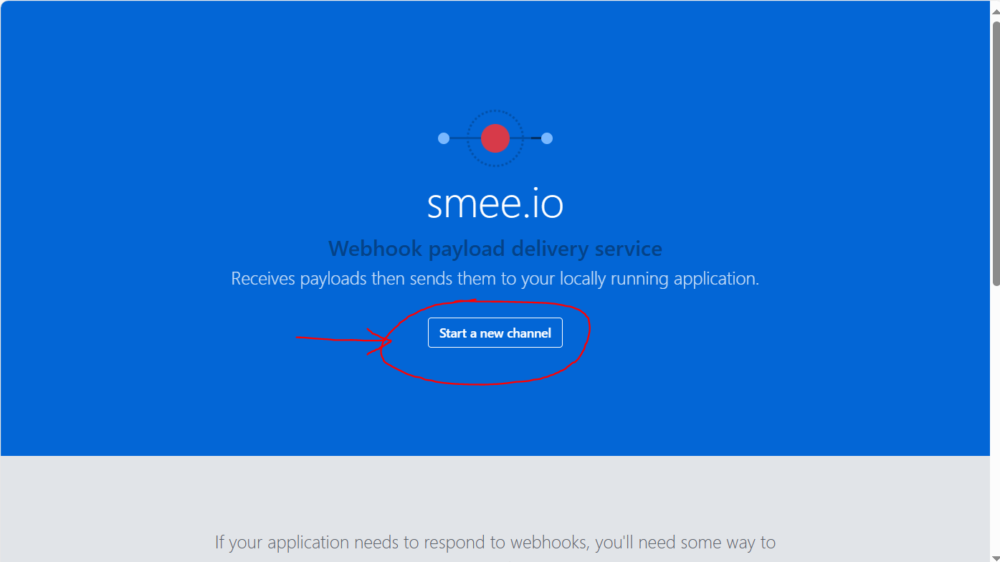 smee.io
Webhook payload delivery service
Receives payloads then sends them to your locally running application.
Start a new channel
If your application needs to respond to webhooks, you'll need some way to